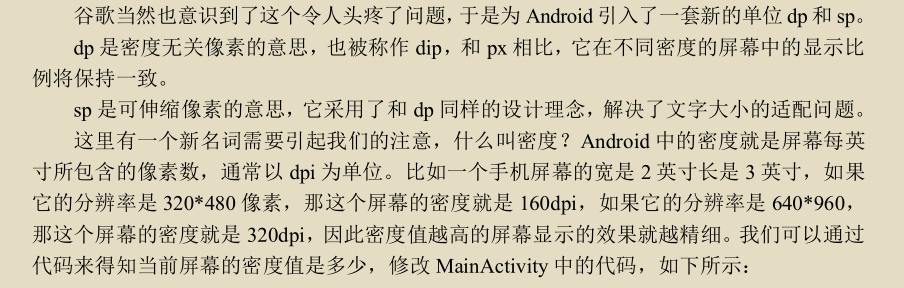 谷歌当然也意识到了这个令人头疼了问题，于是为 Android 引入了一套新的单位 dp 和 sp。
dp 是密度无关像素的意思，也被称作 dip，和 px 相比，它在不同密度的屏幕中的显示比
例将保持一致。
sp 是可伸缩像素的意思，它采用了和 dp 同样的设计理念，解决了文字大小的适配问题。
这里有一个新名词需要引起我们的注意，什么叫密度？Android 中的密度就是屏幕每英
寸所包含的像素数，通常以 dpi 为单位。比如一个手机屏幕的宽是 2 英寸长是 3 英寸，如果
它的分辨率是 320*480 像素，那这个屏幕的密度就是 160dpi，如果它的分辨率是 640*960，
那这个屏幕的密度就是 320dpi，因此密度值越高的屏幕显示的效果就越精细。我们可以通过
代码来得知当前屏幕的密度值是多少，修改 MainActivity 中的代码，如下所示：